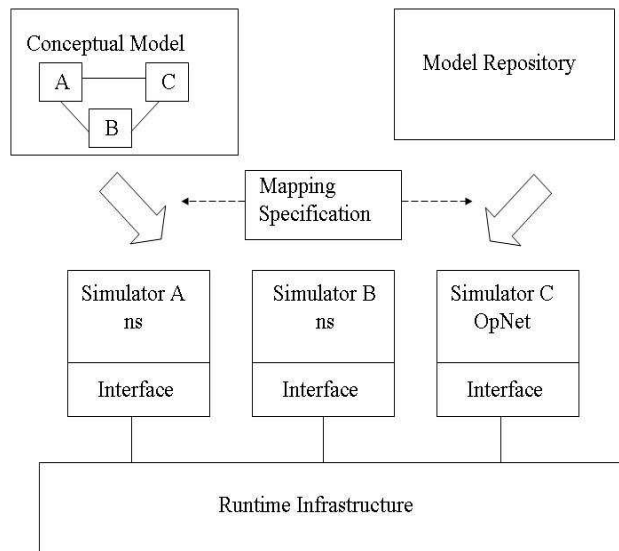 Conceptual Model
A
C
B
Model Repository
Mapping
Specification
Simulator A
ns
Simulator B
ns
Simulator C
OpNet
Interface
Interface
Interface
Runtime Infrastructure